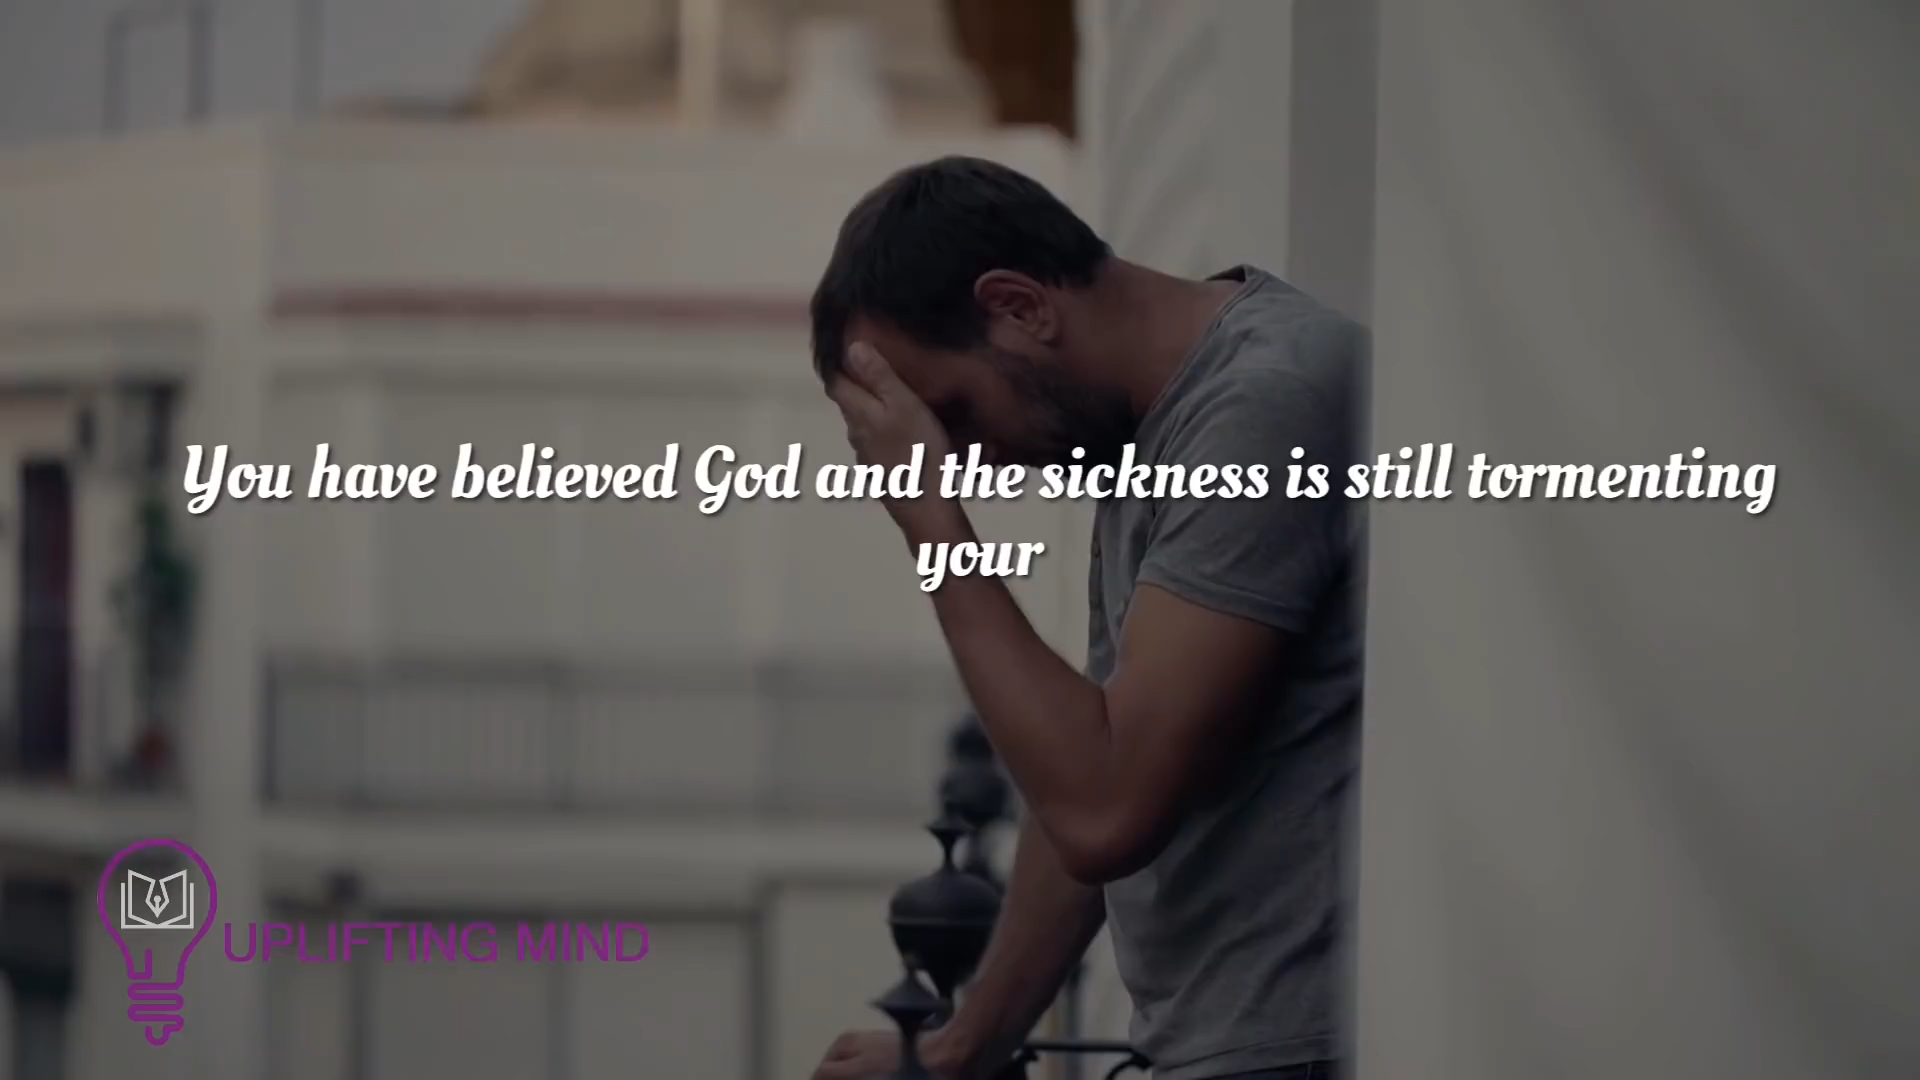 You have believed God and the sickness is still tormenting
your
UPLIFTING MIND